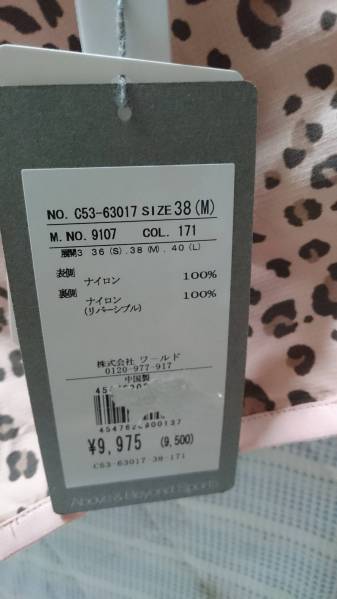 NO. C53-63017 SIZE 38(M)
M. NO. 9107 COL. 171
展開3 36(S).38(M).40(L)
表側 ナイロン 100%
裏側 ナイロン 100%
(リバーシブル)
株式会社 ワールド
0120-977-917
中国製
¥9,975 (9,500)
C53-63017-38-171
Above & Beyond Sports